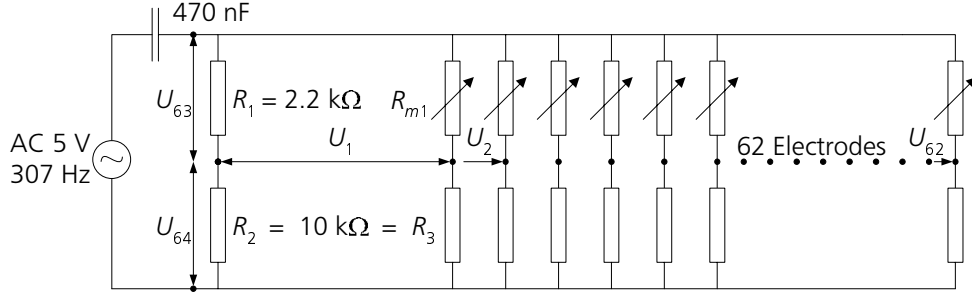 470 nF
U63
R1 = 2.2 kΩ
Rm1
AC 5 V
307 Hz
U1
U2
62 Electrodes
U62
U64
R2 = 10 kΩ = R3